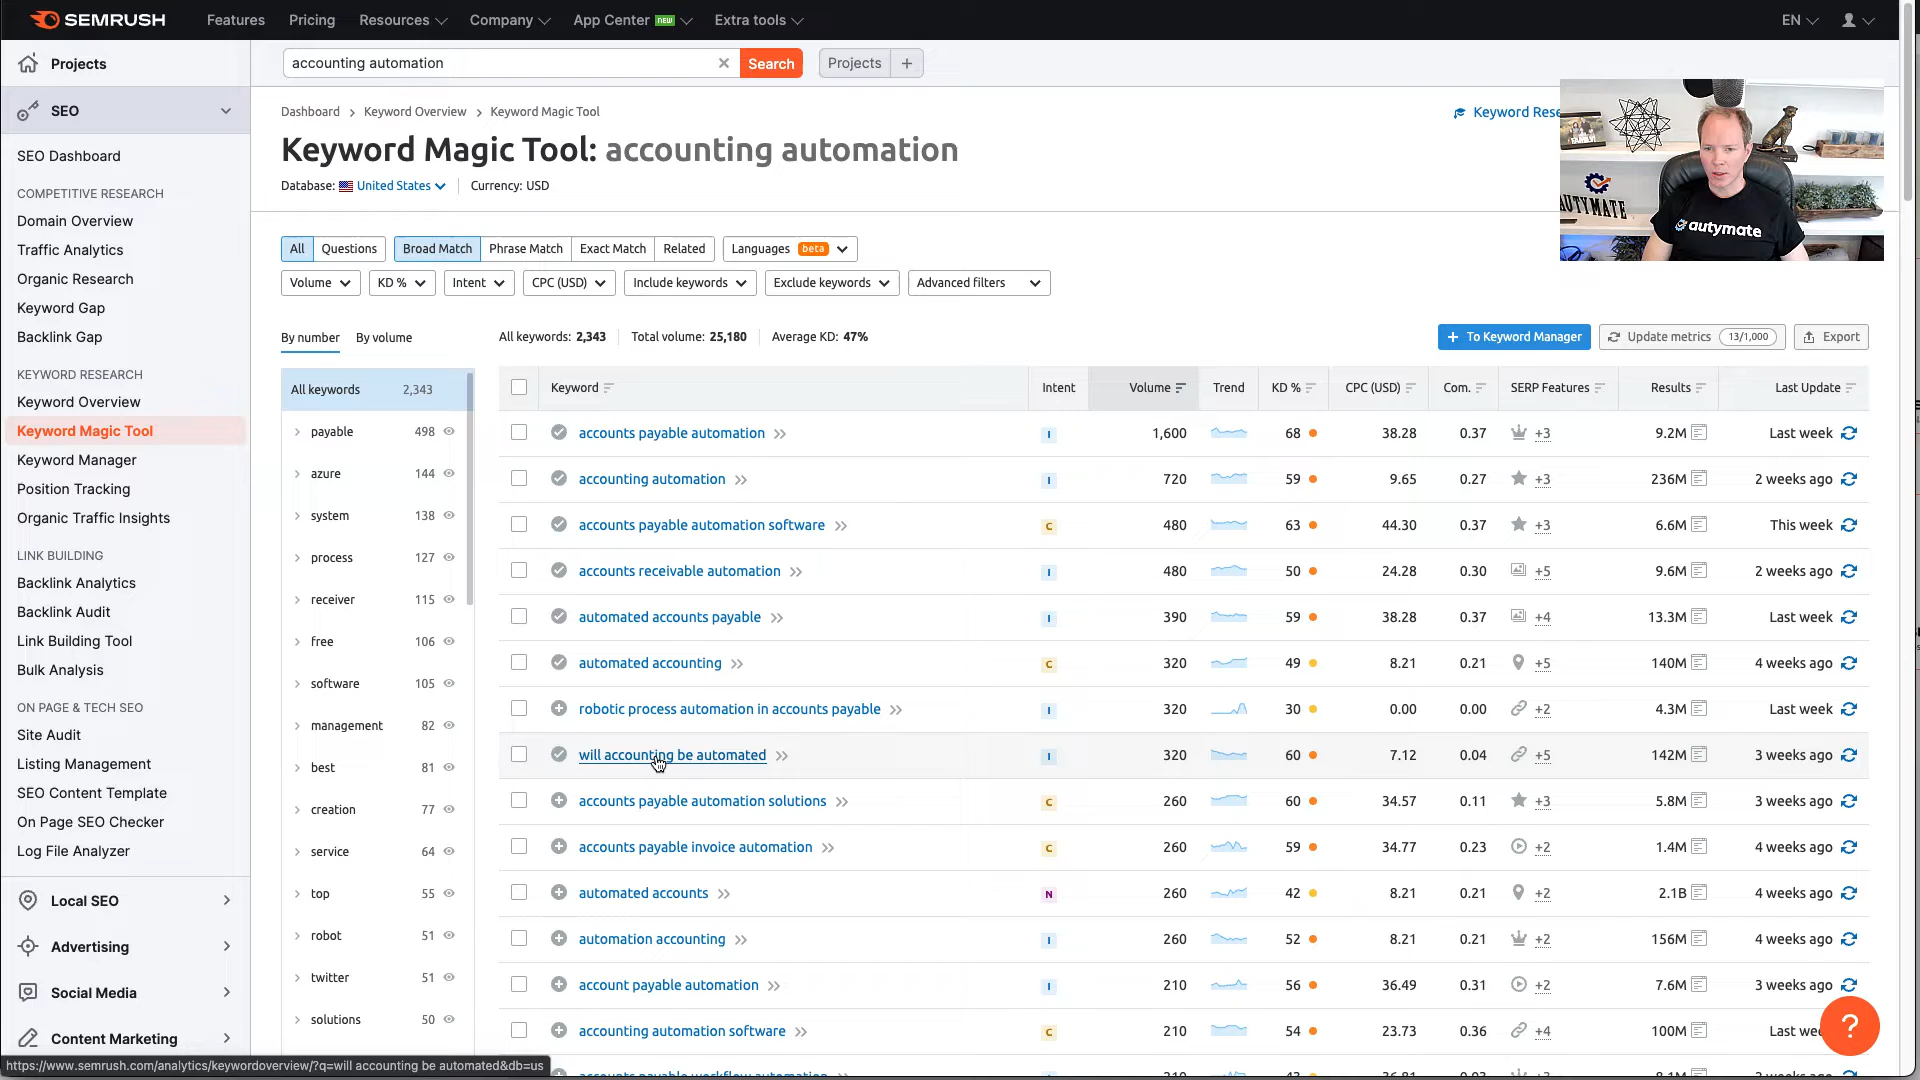 SEMRUSH Features Pricing Resources Company App Center NEW Extra tools EN
Projects
accounting automation × Search Projects +
SEO
Dashboard > Keyword Overview > Keyword Magic Tool
Keyword Rese
Keyword Magic Tool: accounting automation
Database: United States Currency: USD
AUTYMATE
autymate
SEO Dashboard
COMPETITIVE RESEARCH
Domain Overview
Traffic Analytics
Organic Research
Keyword Gap
Backlink Gap
KEYWORD RESEARCH
Keyword Overview
Keyword Magic Tool
Keyword Manager
Position Tracking
Organic Traffic Insights
LINK BUILDING
Backlink Analytics
Backlink Audit
Link Building Tool
Bulk Analysis
ON PAGE & TECH SEO
Site Audit
Listing Management
SEO Content Template
On Page SEO Checker
Log File Analyzer
Local SEO
Advertising
Social Media
Content Marketing
All Questions Broad Match Phrase Match Exact Match Related Languages beta
Volume KD % Intent CPC (USD) Include keywords Exclude keywords Advanced filters
By number By volume
All keywords: 2,343 Total volume: 25,180 Average KD: 47%
+ To Keyword Manager Update metrics 13/1,000 Export
All keywords 2,343
payable 498
azure 144
system 138
process 127
receiver 115
free 106
software 105
management 82
best 81
creation 77
service 64
top 55
robot 51
twitter 51
solutions 50
Keyword Intent Volume Trend KD % CPC (USD) Com. SERP Features Results Last Update
accounts payable automation I 1,600 68 38.28 0.37 +3 9.2M Last week
accounting automation I 720 59 9.65 0.27 +3 236M 2 weeks ago
accounts payable automation software C 480 63 44.30 0.37 +3 6.6M This week
accounts receivable automation I 480 50 24.28 0.30 +5 9.6M 2 weeks ago
automated accounts payable I 390 59 38.28 0.37 +4 13.3M Last week
automated accounting C 320 49 8.21 0.21 +5 140M 4 weeks ago
robotic process automation in accounts payable I 320 30 0.00 0.00 +2 4.3M Last week
will accounting be automated I 320 60 7.12 0.04 +5 142M 3 weeks ago
accounts payable automation solutions C 260 60 34.57 0.11 +3 5.8M 3 weeks ago
accounts payable invoice automation C 260 59 34.77 0.23 +2 1.4M 4 weeks ago
automated accounts N 260 42 8.21 0.21 +2 2.1B 4 weeks ago
automation accounting I 260 52 8.21 0.21 +2 156M 4 weeks ago
account payable automation I 210 56 36.49 0.31 +2 7.6M 3 weeks ago
accounting automation software C 210 54 23.73 0.36 +4 100M Last wee
?
https://www.semrush.com/analytics/keywordoverview/?q=will accounting be automated&db=us